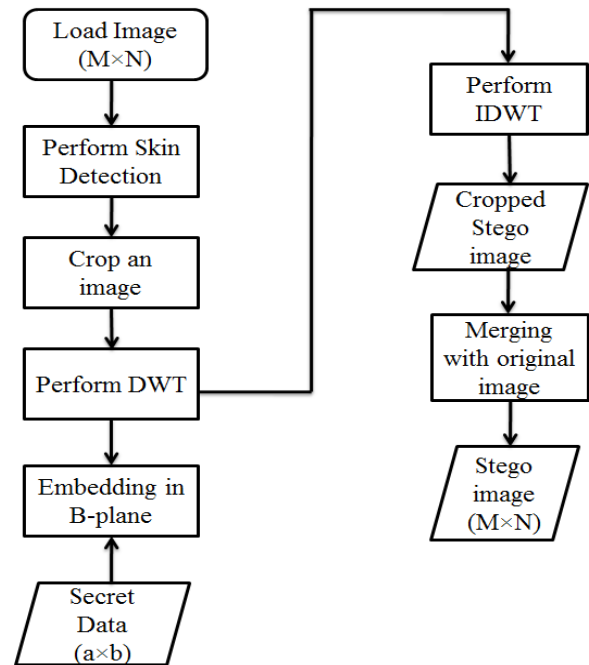 Load Image
(M×N)
Perform Skin
Detection
Crop an
image
Perform DWT
Embedding in
B-plane
Secret
Data
(a×b)
Perform
IDWT
Cropped
Stego
image
Merging
with original
image
Stego
image
(M×N)